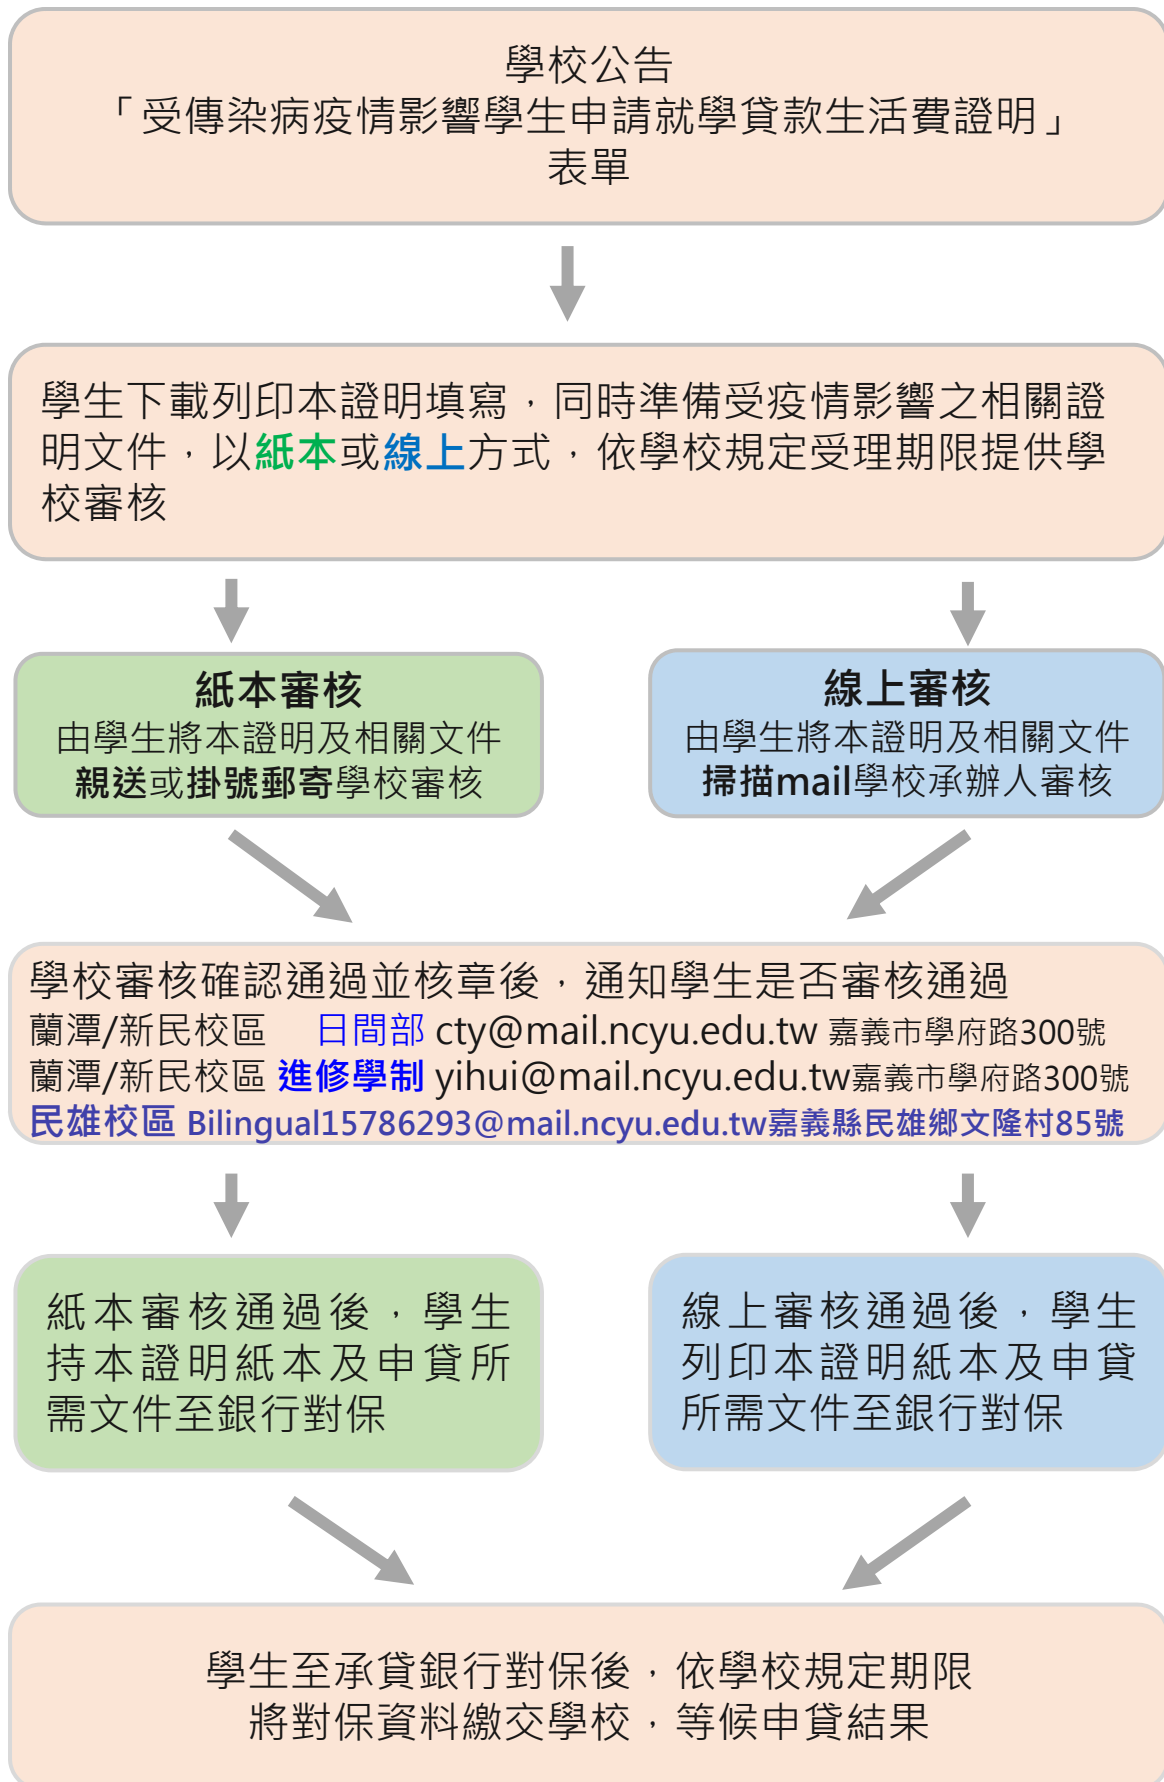 學校公告
「受傳染病疫情影響學生申請就學貸款生活費證明」
表單
學生下載列印本證明填寫，同時準備受疫情影響之相關證
明文件，以紙本或線上方式，依學校規定受理期限提供學
校審核
紙本審核
由學生將本證明及相關文件
親送或掛號郵寄學校審核
線上審核
由學生將本證明及相關文件
掃描mail學校承辦人審核
學校審核確認通過並核章後，通知學生是否審核通過
蘭潭/新民校區　日間部 cty@mail.ncyu.edu.tw 嘉義市學府路300號
蘭潭/新民校區 進修學制 yihui@mail.ncyu.edu.tw嘉義市學府路300號
民雄校區 Bilingual15786293@mail.ncyu.edu.tw嘉義縣民雄鄉文隆村85號
紙本審核通過後，學生
持本證明紙本及申貸所
需文件至銀行對保
線上審核通過後，學生
列印本證明紙本及申貸
所需文件至銀行對保
學生至承貸銀行對保後，依學校規定期限
將對保資料繳交學校，等候申貸結果